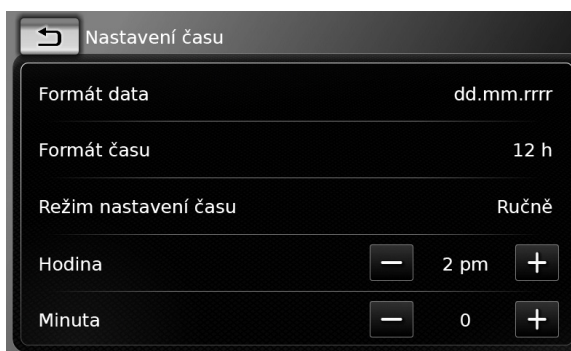 Nastavení času
Formát data dd.mm.rrrr
Formát času 12 h
Režim nastavení času Ručně
Hodina − 2 pm +
Minuta − 0 +